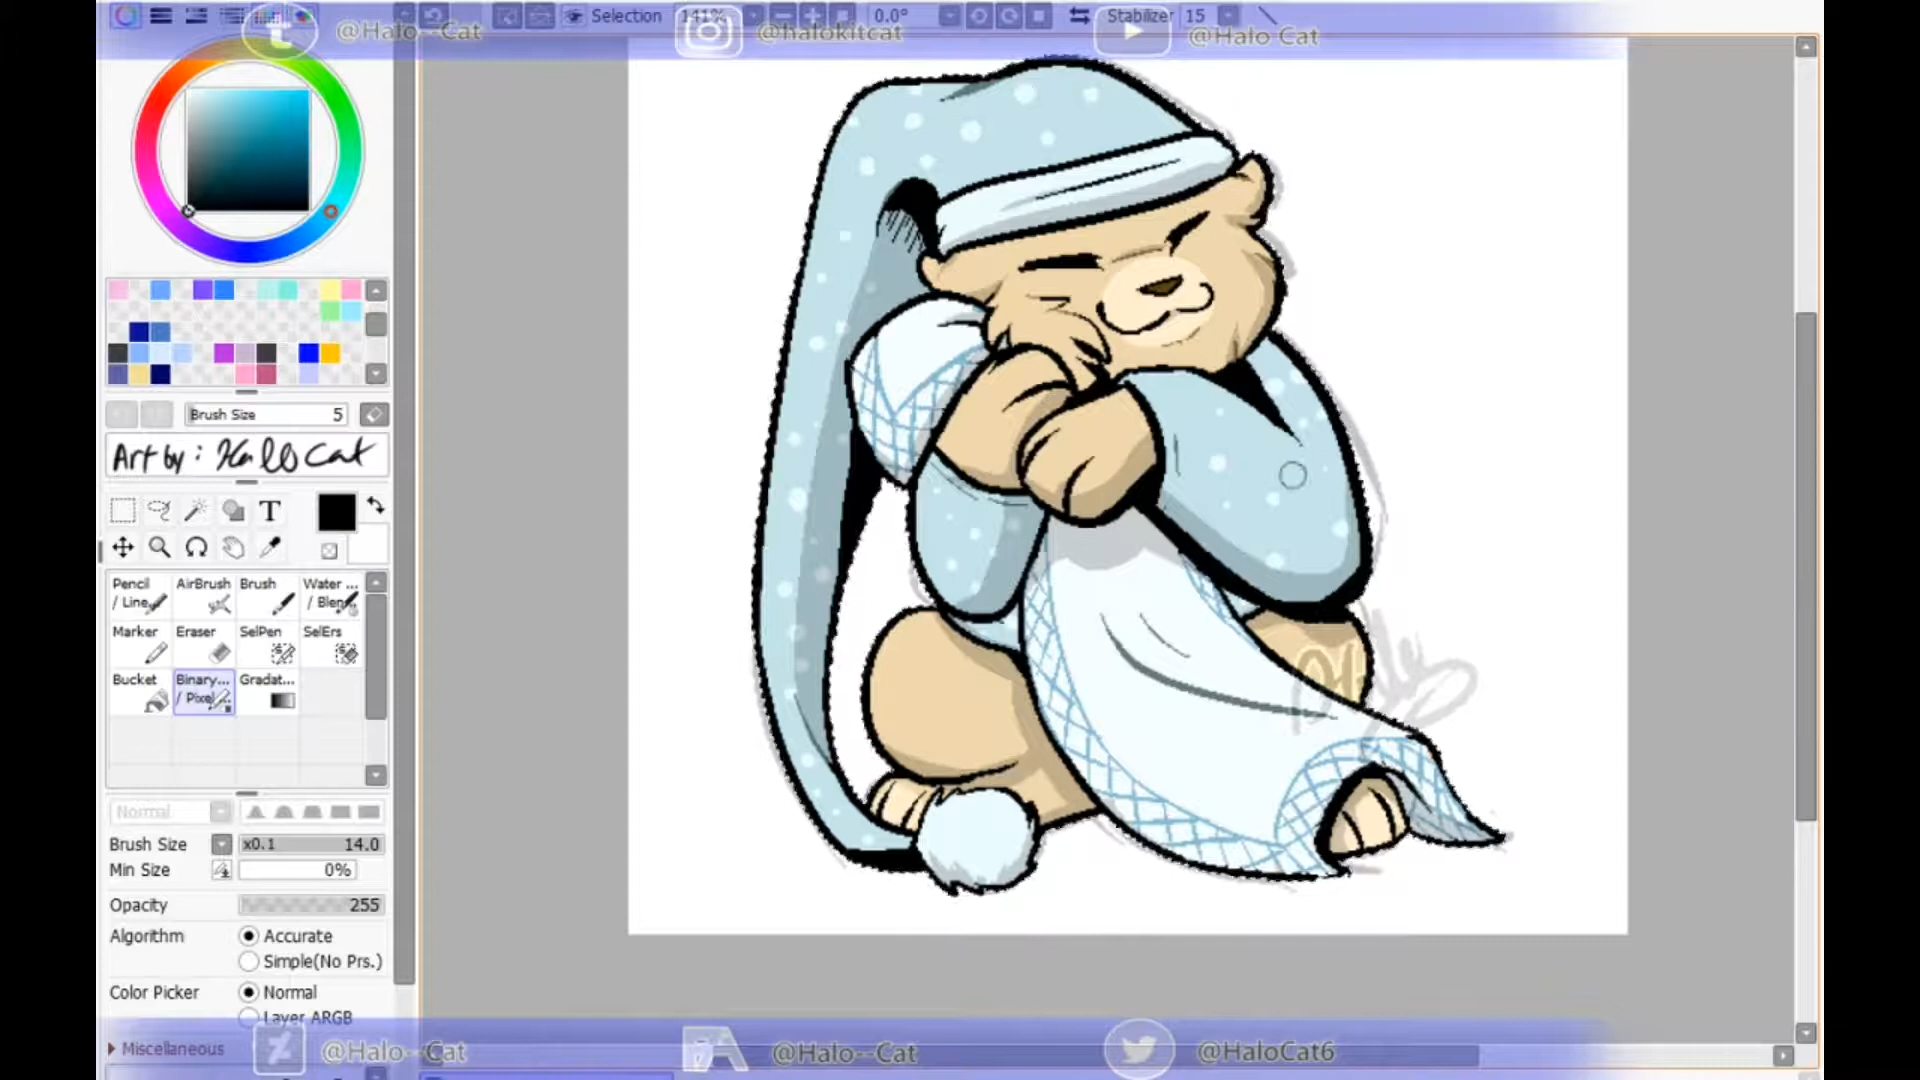 Selection 141% 0.0° Stabilizer 15
@Halo--Cat @halokitcat @Halo Cat
Brush Size 5
Art by: Halo Cat
T
Pencil AirBrush Brush Water ...
/ Line / Blen
Marker Eraser SelPen SelErs
Bucket Binary... Gradat...
/ Pixel
Normal
Brush Size x0.1 14.0
Min Size 0%
Opacity 255
Algorithm Accurate
Simple(No Prs.)
Color Picker Normal
Layer ARGB
Miscellaneous @Halo--Cat @Halo--Cat @HaloCat6